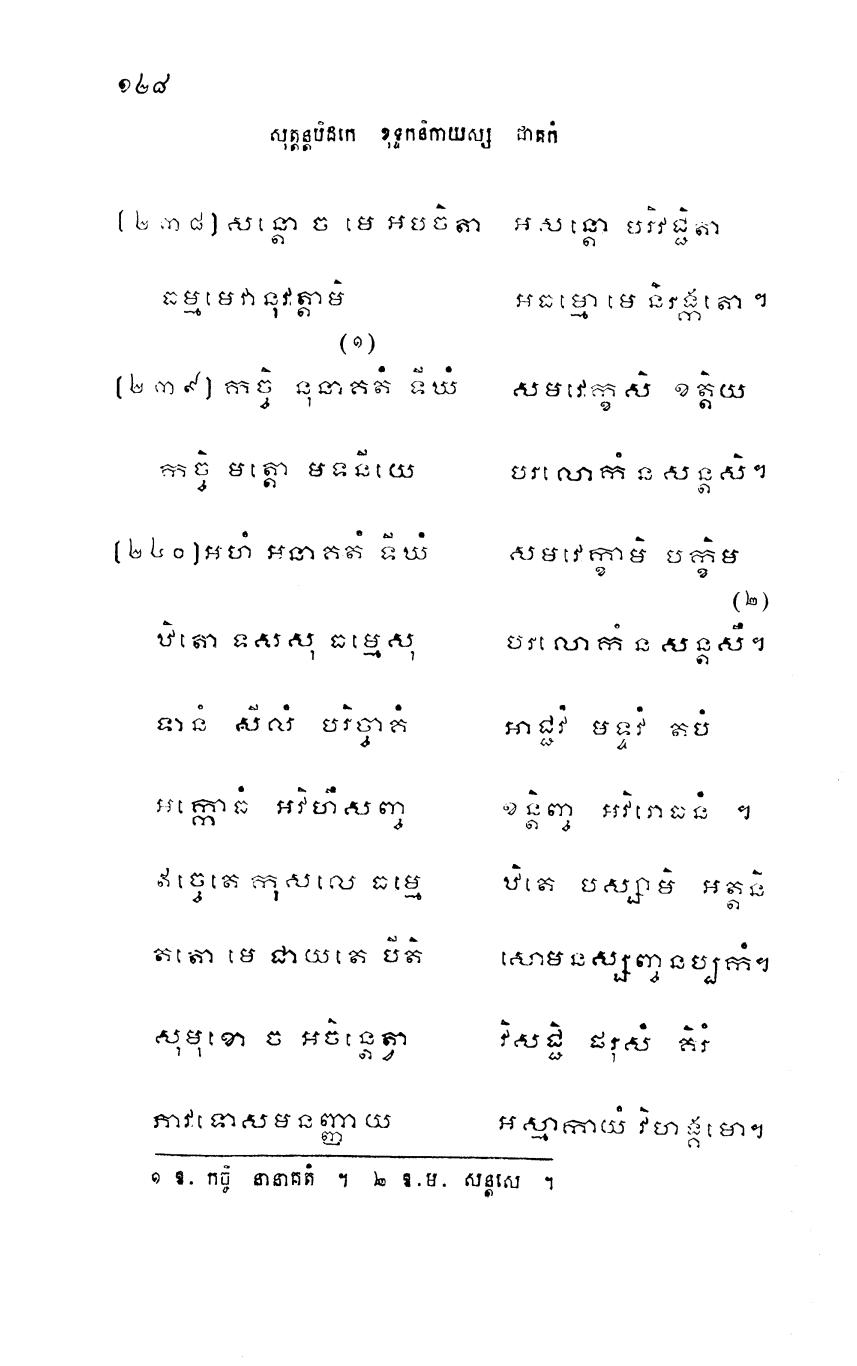 ១៤៨
សុត្តន្តបិដកេ ខុទ្ទកនិកាយស្ស ជាតកំ
[២៣៨] សន្តោ ច មេ អបចិតា អសន្តោ បរិវជ្ជិតា
ធម្មមេវានុវត្តាមិ អធម្មោ មេ និរង្កតោ ។
(១)
[២៣៩] កច្ចិ នុនាគតំ ទីឃំ សមវេក្ខសិ ខត្តិយ
កច្ចិ មត្តោ មទនីយេ បរលោកំ ន សន្តសិ។
[២៤០] អហំ អនាគតំ ទីឃំ សមវេក្ខាមិ បក្ខិម
(២)
ឋិតោ ទសសុ ធម្មេសុ បរលោកំ ន សន្តសឹ។
ទានំ សីលំ បរិច្ចាគំ អាជ្ជវំ មទ្ទវំ តបំ
អក្កោធំ អវិហឹសញ្ច ខន្តិញ្ច អវិរោធនំ ។
ឥច្ចេតេ កុសលេ ធម្មេ ឋិតេ បស្សាមិ អត្តនិ
តតោ មេ ជាយតេ បីតិ សោមនស្សញ្ចនប្បកំ។
សុមុខោ ច អចិន្តេត្វា វិសជ្ជិ ផរុសំ គិរំ
ភាវទោសមនញ្ញាយ អស្មាកាយំ វិហង្គមោ។
១ ឱ. កច្ចិ នានាគតំ ។ ២ ឱ.ម. សន្តសេ ។